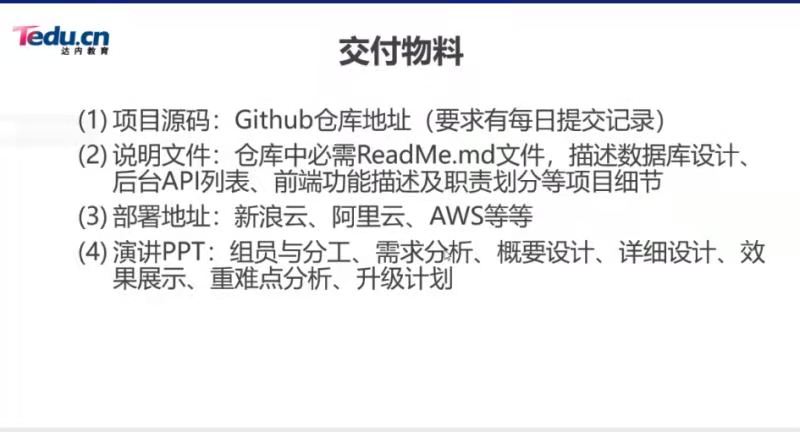 Tedu.cn
达内教育
交付物料
(1) 项目源码：Github仓库地址（要求有每日提交记录）
(2) 说明文件：仓库中必需ReadMe.md文件，描述数据库设计、
后台API列表、前端功能描述及职责划分等项目细节
(3) 部署地址：新浪云、阿里云、AWS等等
(4) 演讲PPT：组员与分工、需求分析、概要设计、详细设计、效
果展示、重难点分析、升级计划